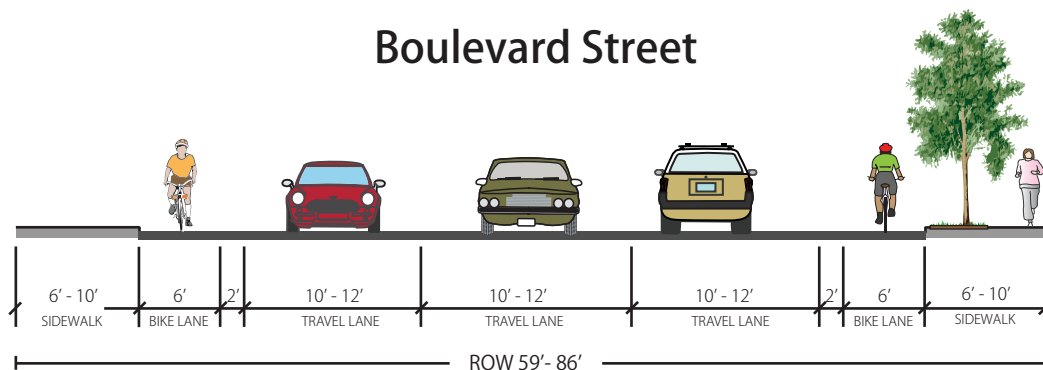 Boulevard Street
6’ - 10’ 6’ 2’ 10’ - 12’ 10’ - 12’ 10’ - 12’ 2’ 6’ 6’ - 10’
SIDEWALK BIKE LANE TRAVEL LANE TRAVEL LANE TRAVEL LANE BIKE LANE SIDEWALK
ROW 59’- 86’